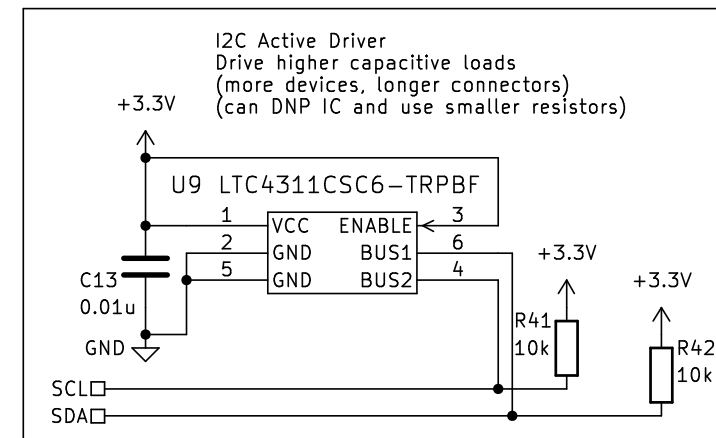 I2C Active Driver
Drive higher capacitive loads
(more devices, longer connectors)
(can DNP IC and use smaller resistors)
+3.3V
U9 LTC4311CSC6-TRPBF
1 VCC ENABLE 3
2 GND BUS1 6
5 GND BUS2 4
+3.3V
+3.3V
C13
0.01u
R41
10k
R42
10k
GND
SCL
SDA